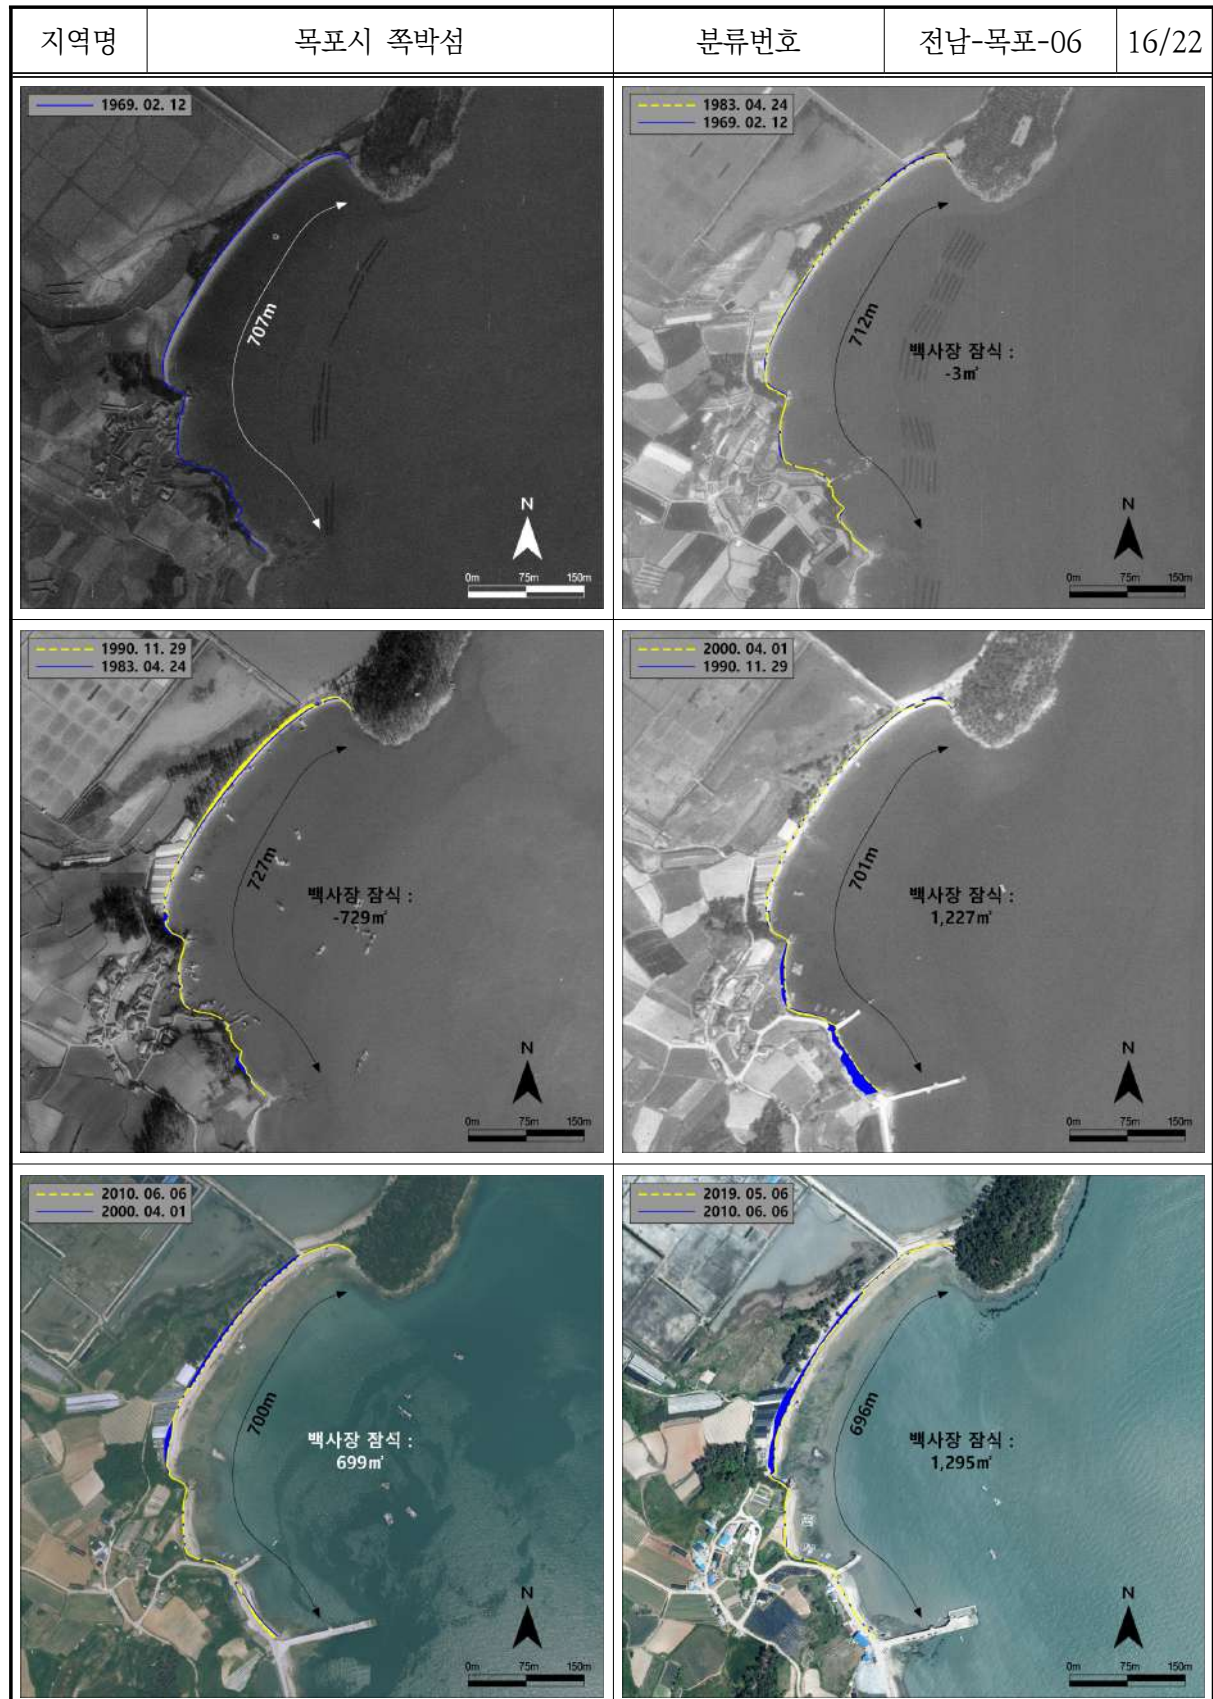 지역명 목포시 쪽박섬 분류번호 전남-목포-06 16/22
1969. 02. 12
707m
N
0m 75m 150m
1983. 04. 24
1969. 02. 12
712m
백사장 잠식 :
-3㎡
N
0m 75m 150m
1990. 11. 29
1983. 04. 24
727m
백사장 잠식 :
-729㎡
N
0m 75m 150m
2000. 04. 01
1990. 11. 29
701m
백사장 잠식 :
1,227㎡
N
0m 75m 150m
2010. 06. 06
2000. 04. 01
700m
백사장 잠식 :
699㎡
N
0m 75m 150m
2019. 05. 06
2010. 06. 06
696m
백사장 잠식 :
1,295㎡
N
0m 75m 150m